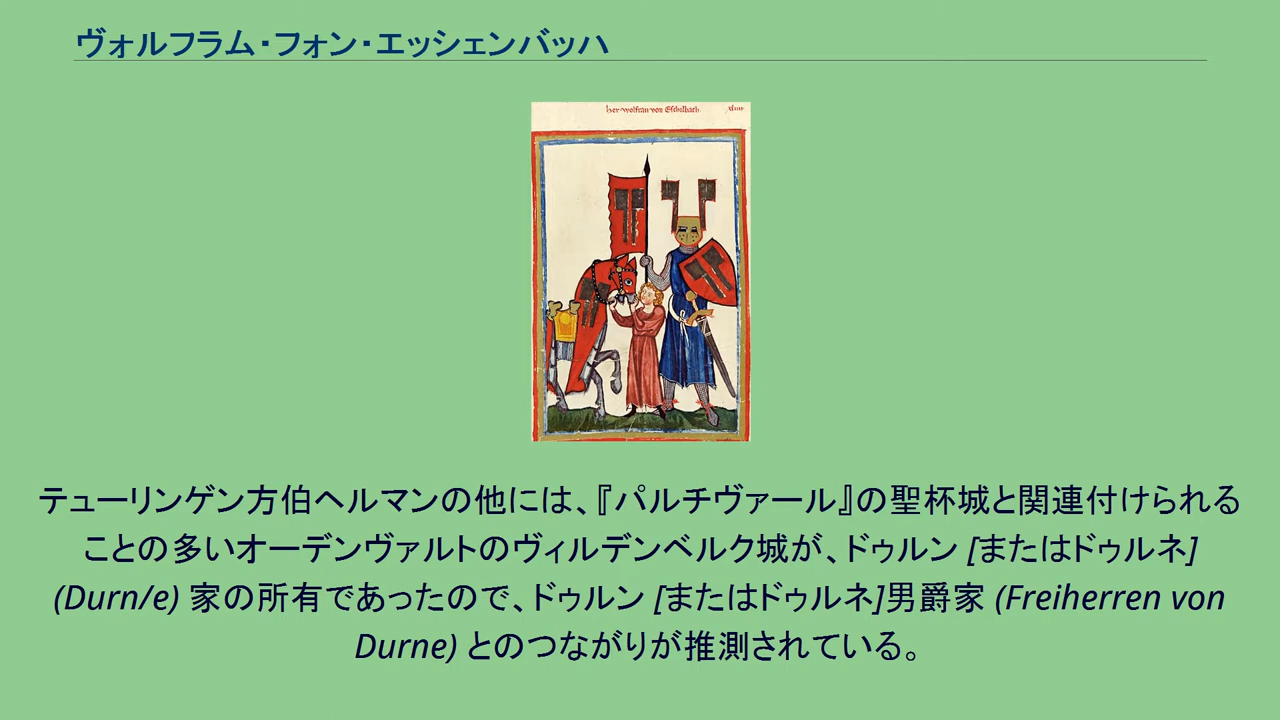 ヴォルフラム・フォン・エッシェンバッハ
Her wolfran von Eschilbach.
テューリンゲン方伯ヘルマンの他には、『パルチヴァール』の聖杯城と関連付けられる
ことの多いオーデンヴァルトのヴィルデンベルク城が、ドゥルン [またはドゥルネ]
(Durn/e) 家の所有であったので、ドゥルン [またはドゥルネ]男爵家 (Freiherren von
Durne) とのつながりが推測されている。